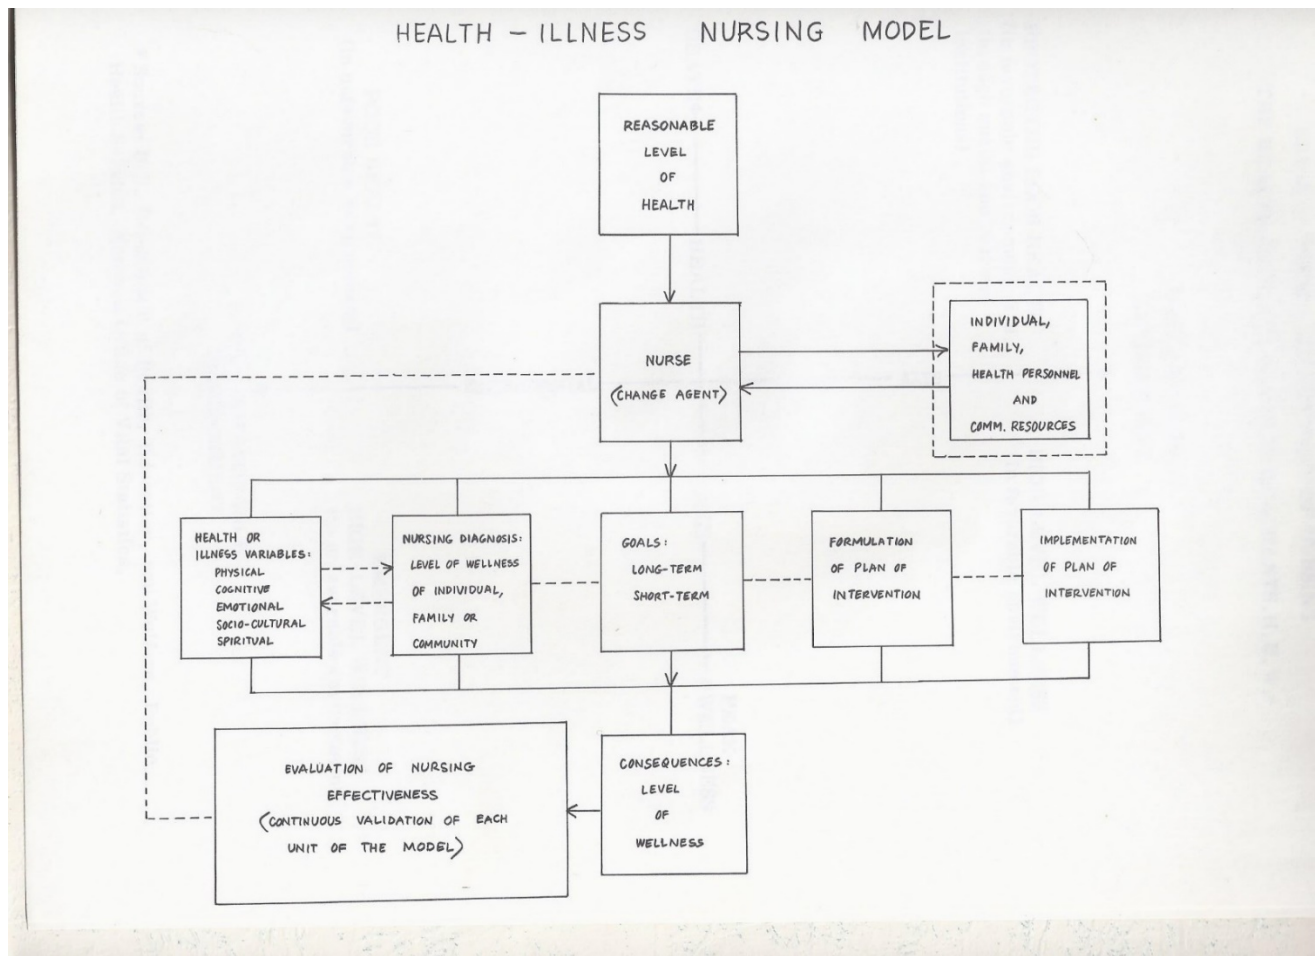 HEALTH - ILLNESS NURSING MODEL
REASONABLE
LEVEL
OF
HEALTH
NURSE
(CHANGE AGENT)
INDIVIDUAL,
FAMILY,
HEALTH PERSONNEL
AND
COMM. RESOURCES
HEALTH OR
ILLNESS VARIABLES:
PHYSICAL
COGNITIVE
EMOTIONAL
SOCIO-CULTURAL
SPIRITUAL
NURSING DIAGNOSIS:
LEVEL OF WELLNESS
OF INDIVIDUAL,
FAMILY OR
COMMUNITY
GOALS:
LONG-TERM
SHORT-TERM
FORMULATION
OF PLAN OF
INTERVENTION
IMPLEMENTATION
OF PLAN OF
INTERVENTION
EVALUATION OF NURSING
EFFECTIVENESS
(CONTINUOUS VALIDATION OF EACH
UNIT OF THE MODEL)
CONSEQUENCES:
LEVEL
OF
WELLNESS